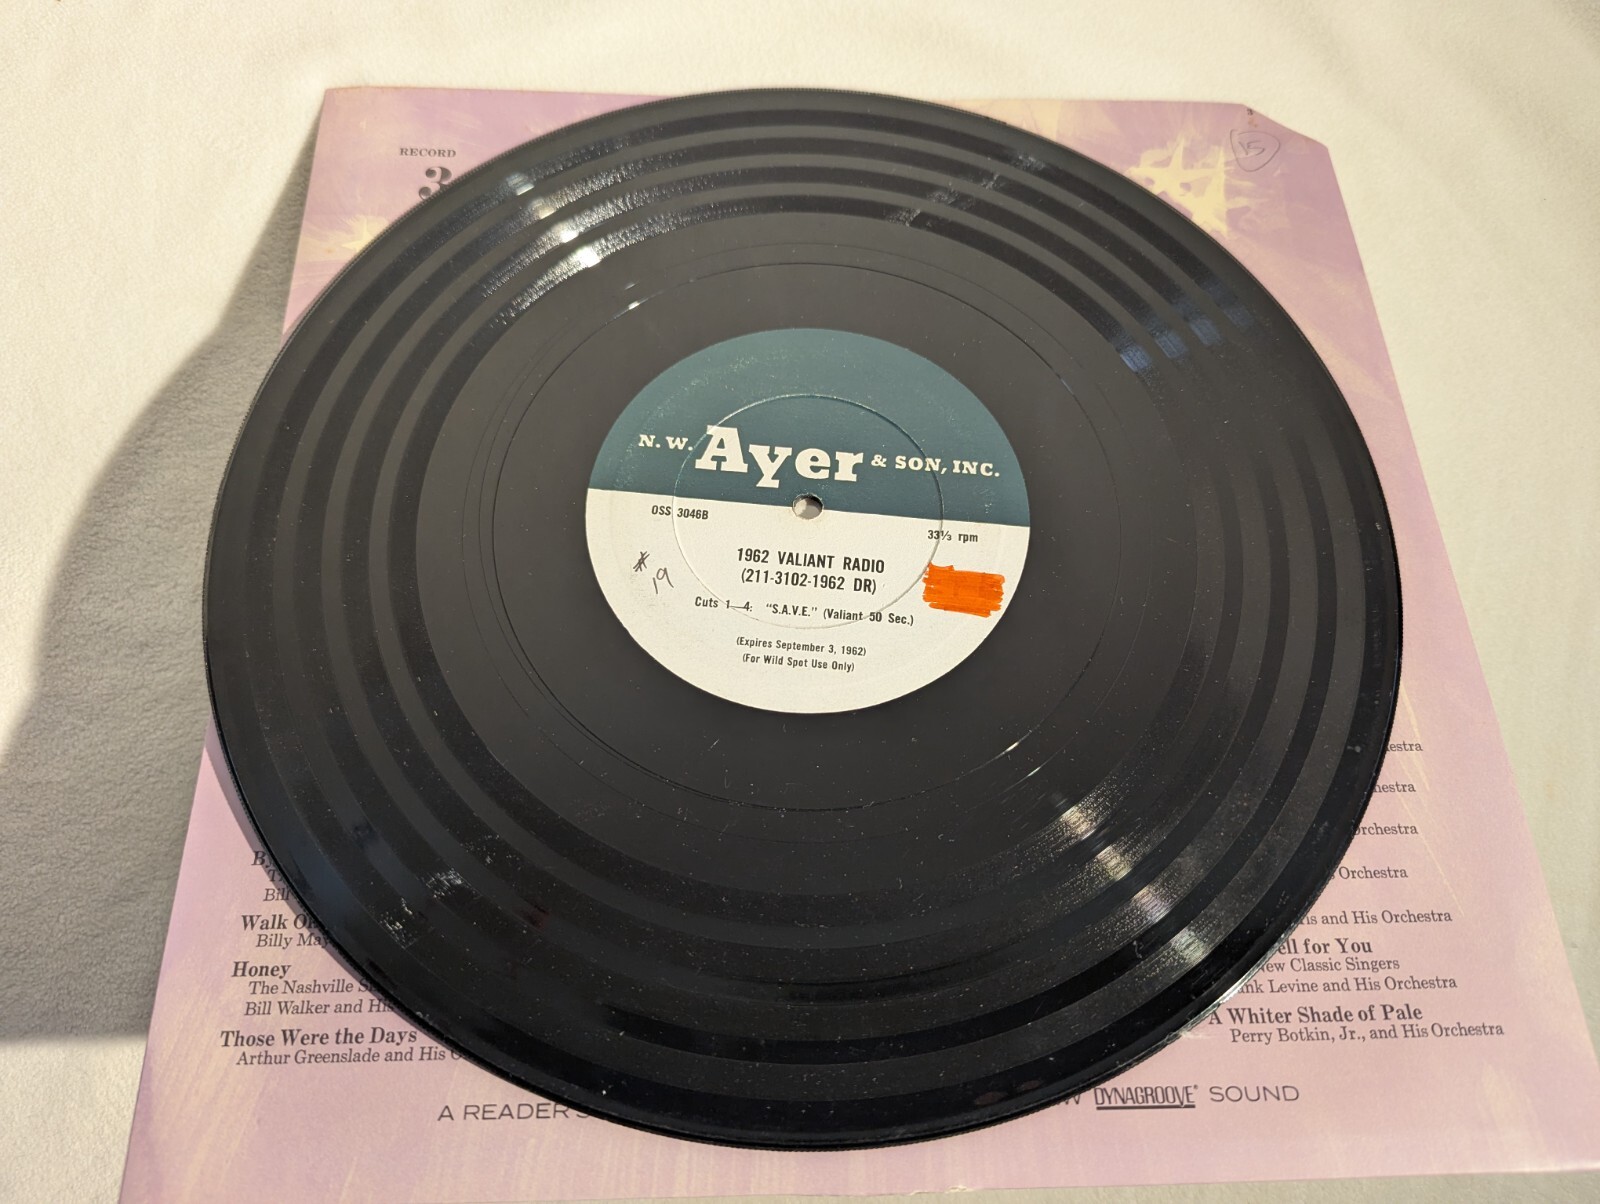 RECORD
3
15
N. W. Ayer & SON, INC.
OSS 3046B
33⅓ rpm
1962 VALIANT RADIO
(211-3102-1962 DR)
# 19
Cuts 1—4: "S.A.V.E." (Valiant 50 Sec.)
(Expires September 3, 1962)
(For Wild Spot Use Only)
Orchestra
Bill
Walk
Billy May
is and His Orchestra
for You
New Classic Singers
Honey
The Nashville
Bill Walker and His
Levine and His Orchestra
Those Were the Days
Arthur Greenslade and His
A Whiter Shade of Pale
Perry Botkin, Jr., and His Orchestra
A READER'S
DYNAGROOVE® SOUND